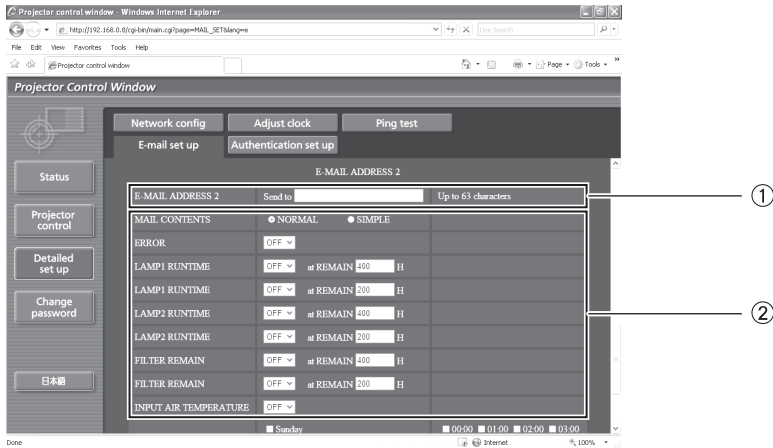 Projector control window - Windows Internet Explorer
http://192.168.0.8/cgi-bin/main.cgi?page=MAIL_SET&lang=e
Live Search
File Edit View Favorites Tools Help
Projector control window
Page Tools
Projector Control Window
Network config Adjust clock Ping test
E-mail set up Authentication set up
Status
Projector control
Detailed set up
Change password
日本語
E-MAIL ADDRESS 2
E-MAIL ADDRESS 2 Send to Up to 63 characters
MAIL CONTENTS NORMAL SIMPLE
ERROR OFF
LAMP1 RUNTIME OFF at REMAIN 400 H
LAMP1 RUNTIME OFF at REMAIN 200 H
LAMP2 RUNTIME OFF at REMAIN 400 H
LAMP2 RUNTIME OFF at REMAIN 200 H
FILTER REMAIN OFF at REMAIN 400 H
FILTER REMAIN OFF at REMAIN 200 H
INPUT AIR TEMPERATURE OFF
Sunday 00:00 01:00 02:00 03:00
Done Internet 100%
①
②